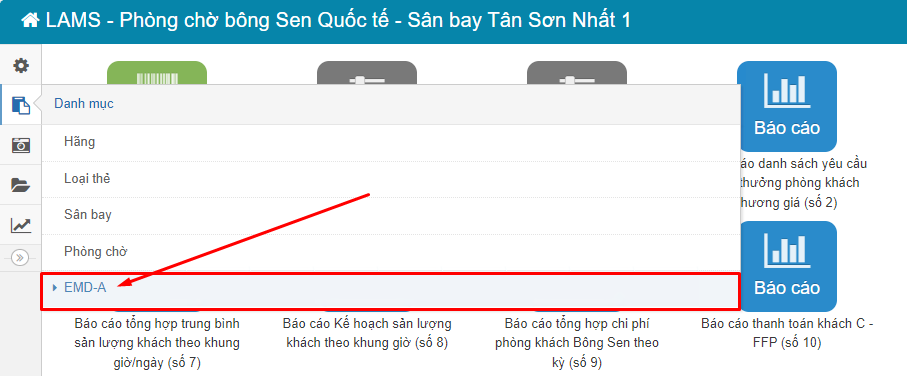 LAMS - Phòng chờ bông Sen Quốc tế - Sân bay Tân Sơn Nhất 1
Danh mục
Hãng
Loại thẻ
Sân bay
Phòng chờ
EMD-A
Báo cáo
áo danh sách yêu cầu
thưởng phòng khách
hương giá (số 2)
Báo cáo
Báo cáo tổng hợp trung bình
sản lượng khách theo khung
giờ/ngày (số 7)
Báo cáo Kế hoạch sản lượng
khách theo khung giờ (số 8)
Báo cáo tổng hợp chi phí
phòng khách Bông Sen theo
kỳ (số 9)
Báo cáo thanh toán khách C -
FFP (số 10)